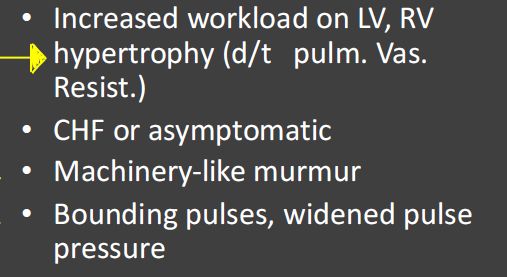 • Increased workload on LV, RV
hypertrophy (d/t pulm. Vas.
Resist.)
• CHF or asymptomatic
• Machinery-like murmur
• Bounding pulses, widened pulse
pressure